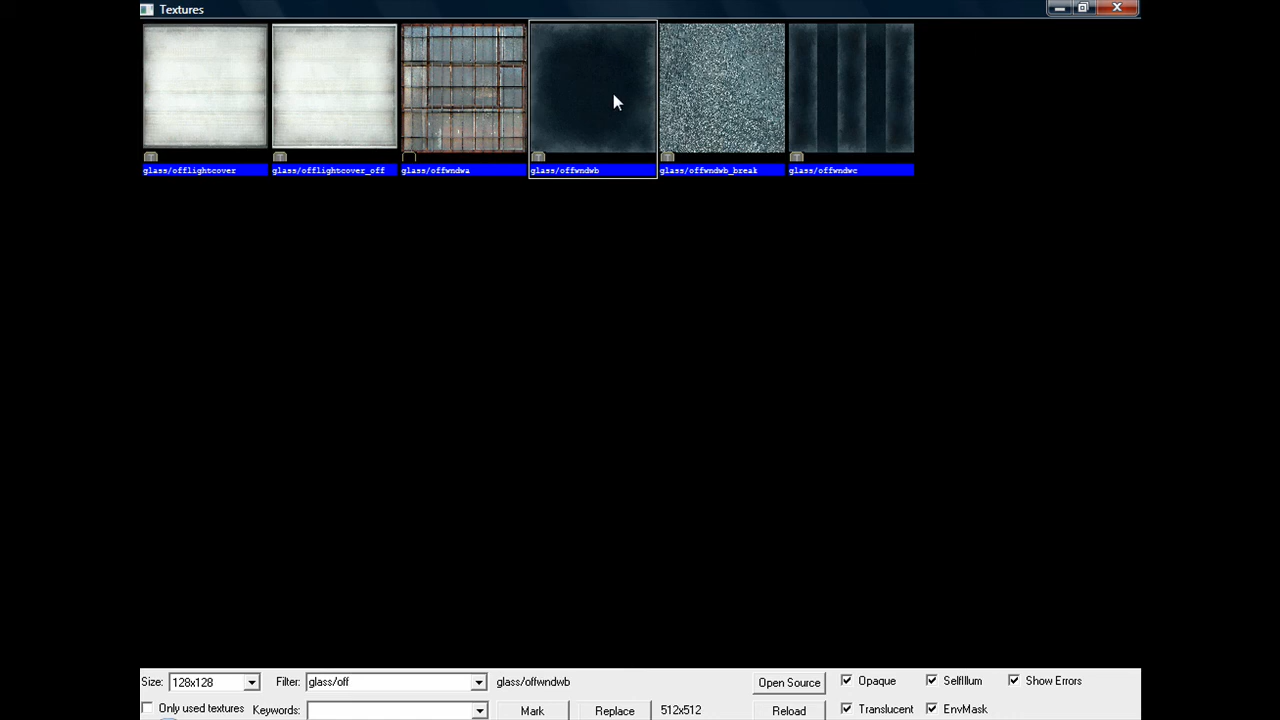 Textures
glass/offlightcover glass/offlightcover_off glass/offwndwa glass/offwndwb glass/offwndwb_break glass/offwndwc
Size: 128x128 Filter: glass/off glass/offwndwb Open Source Opaque SelfIllum Show Errors
Only used textures Keywords: Mark Replace 512x512 Reload Translucent EnvMask